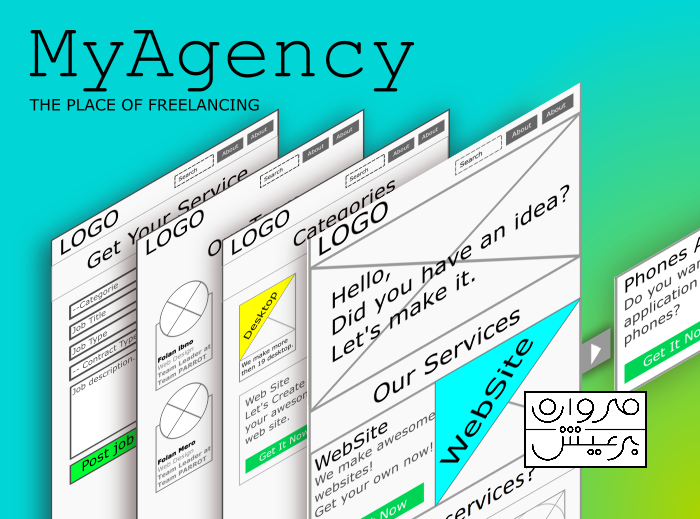 MyAgency
THE PLACE OF FREELANCING
Search
About
About
LOGO
Get Your Service
--Categorie
Job Title
Job Type
-- Contract Type
Job description,
Post job
Search
About
About
LOGO
Folan Ibno
Web Design
Team Leader at
Team PARROT
Folan Mero
Web Design
Team Leader at
Team PARROT
Search
About
About
LOGO
Categories
Desktop
We make more
then 19 desktop
Web Site
Let's Create
your
web site.
Get It Now
Search
About
About
LOGO
Hello,
Did you have an idea?
Let's make it.
Our Services
WebSite
We make awesome
websites!
Get your own now!
Now
WebSite
services?
Phones
Do you
application
phones?
Get It
مروان
برعيش